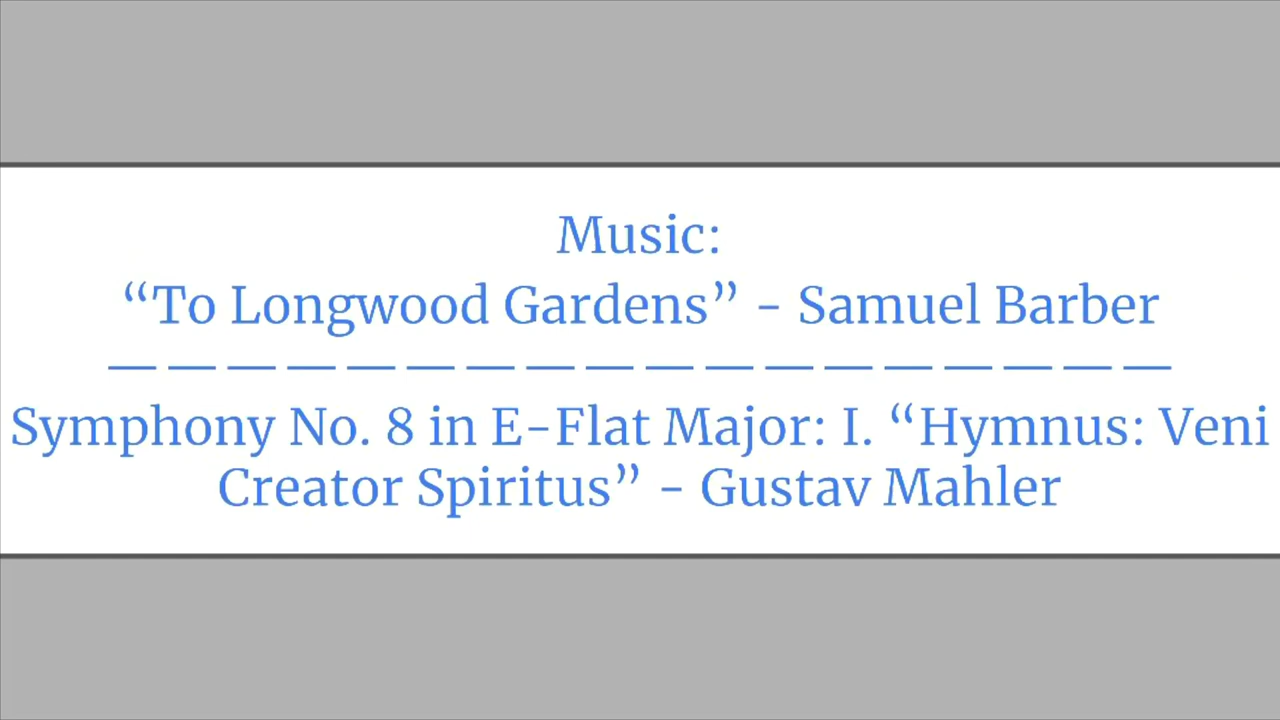 Music:
“To Longwood Gardens” - Samuel Barber
— — — — — — — — — — — — — — — — — —
Symphony No. 8 in E-Flat Major: I. “Hymnus: Veni
Creator Spiritus” - Gustav Mahler